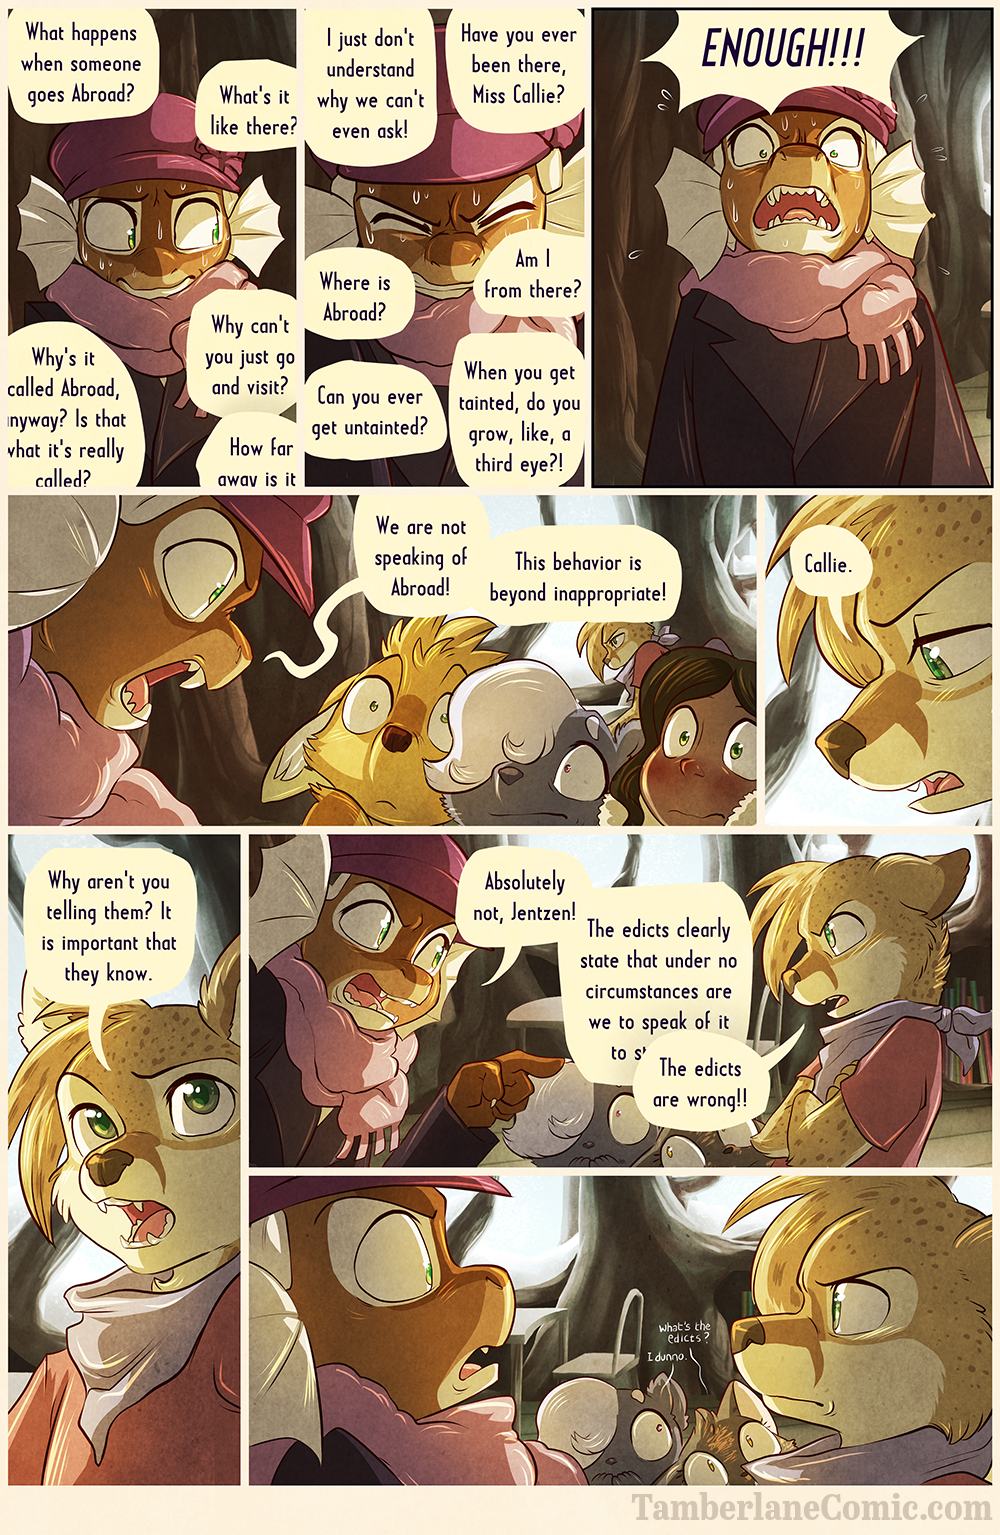 What happens
when someone
goes Abroad?
What's it
like there?
Why can't
you just go
and visit?
Why's it
called Abroad,
anyway? Is that
what it's really
called?
How far
away is it
I just don't
understand
why we can't
even ask!
Have you ever
been there,
Miss Callie?
Where is
Abroad?
Am I
from there?
Can you ever
get untainted?
When you get
tainted, do you
grow, like, a
third eye?!
ENOUGH!!!
We are not
speaking of
Abroad!
This behavior is
beyond inappropriate!
Callie.
Why aren't you
telling them? It
is important that
they know.
Absolutely
not, Jentzen!
The edicts clearly
state that under no
circumstances are
we to speak of it
to
The edicts
are wrong!!
What's the
edicts?
I dunno.
TamberlaneComic.com